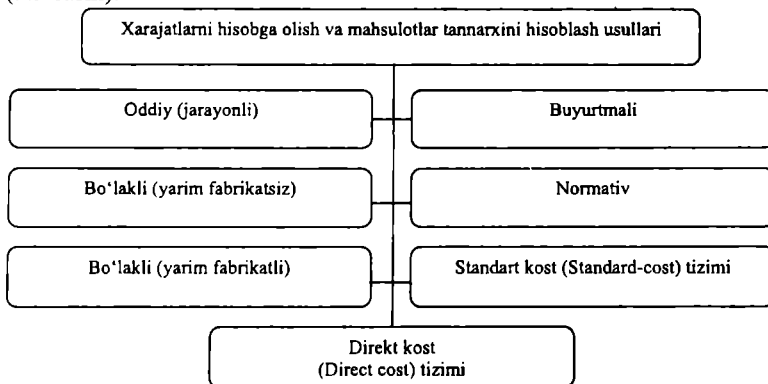 Xarajatlarni hisobga olish va mahsulotlar tannarxini hisoblash usullari
Oddiy (jarayonli)
Buyurtmali
Bo‘lakli (yarim fabrikatsiz)
Normativ
Bo‘lakli (yarim fabrikatli)
Standart kost (Standard-cost) tizimi
Direkt kost
(Direct cost) tizimi